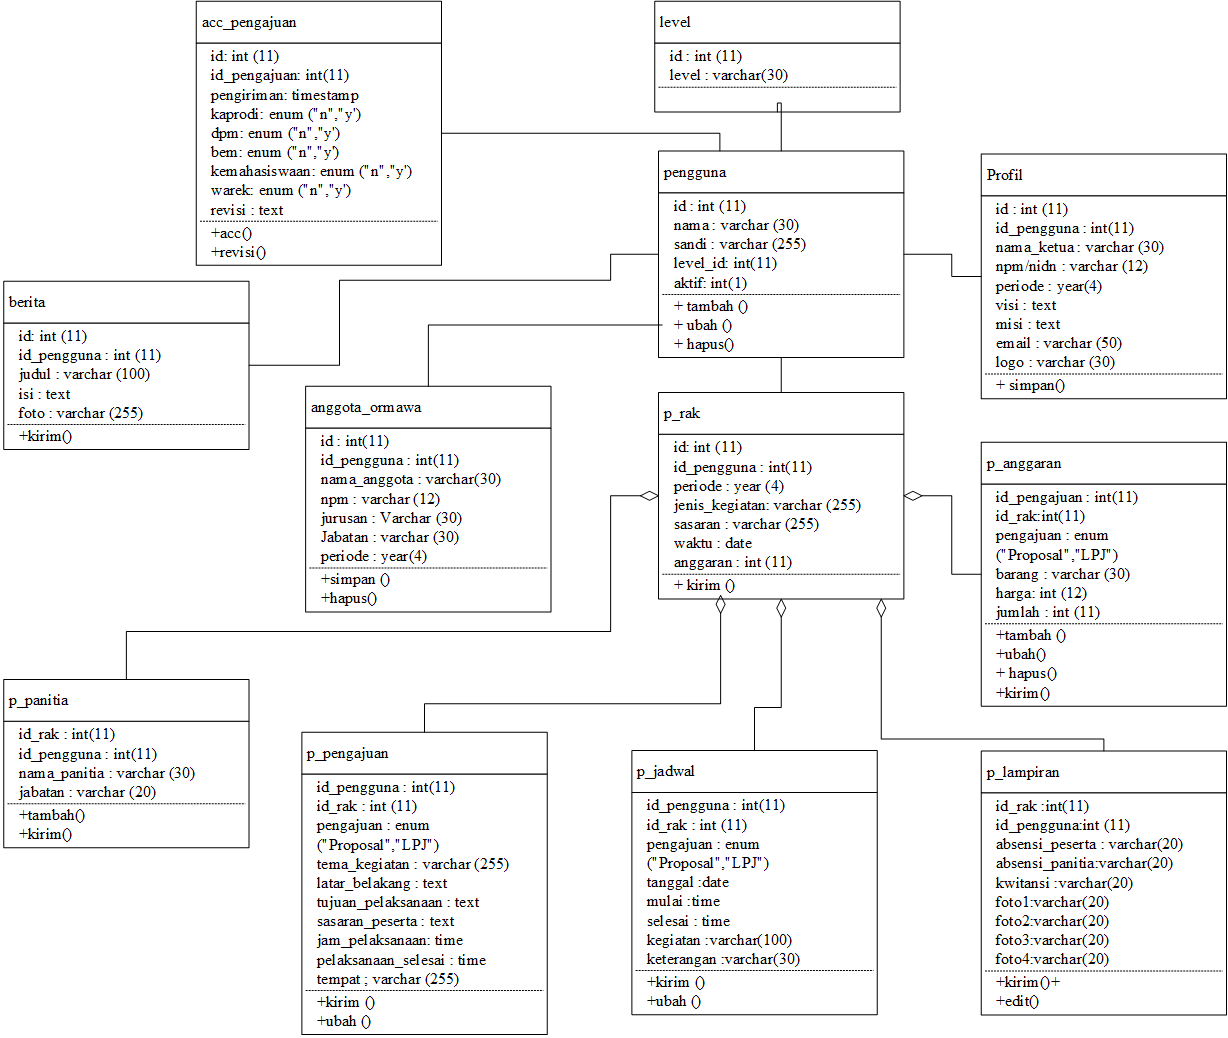 acc_pengajuan
id: int (11)
id_pengajuan: int(11)
pengiriman: timestamp
kaprodi: enum ("n","y')
dpm: enum ("n","y')
bem: enum ("n","y')
kemahasiswaan: enum ("n","y')
warek: enum ("n","y')
revisi : text
+acc()
+revisi()
level
id : int (11)
level : varchar(30)
pengguna
id : int (11)
nama : varchar (30)
sandi : varchar (255)
level_id: int(11)
aktif: int(1)
+ tambah ()
+ ubah ()
+ hapus()
Profil
id : int (11)
id_pengguna : int(11)
nama_ketua : varchar (30)
npm/nidn : varchar (12)
periode : year(4)
visi : text
misi : text
email : varchar (50)
logo : varchar (30)
+ simpan()
berita
id: int (11)
id_pengguna : int (11)
judul : varchar (100)
isi : text
foto : varchar (255)
+kirim()
anggota_ormawa
id : int(11)
id_pengguna : int(11)
nama_anggota : varchar(30)
npm : varchar (12)
jurusan : Varchar (30)
Jabatan : varchar (30)
periode : year(4)
+simpan ()
+hapus()
p_rak
id: int (11)
id_pengguna : int(11)
periode : year (4)
jenis_kegiatan: varchar (255)
sasaran : varchar (255)
waktu : date
anggaran : int (11)
+ kirim ()
p_anggaran
id_pengajuan : int(11)
id_rak:int(11)
pengajuan : enum
("Proposal","LPJ")
barang : varchar (30)
harga: int (12)
jumlah : int (11)
+tambah ()
+ubah()
+ hapus()
+kirim()
p_panitia
id_rak : int(11)
id_pengguna : int(11)
nama_panitia : varchar (30)
jabatan : varchar (20)
+tambah()
+kirim()
p_pengajuan
id_pengguna : int(11)
id_rak : int (11)
pengajuan : enum
("Proposal","LPJ")
tema_kegiatan : varchar (255)
latar_belakang : text
tujuan_pelaksanaan : text
sasaran_peserta : text
jam_pelaksanaan: time
pelaksanaan_selesai : time
tempat ; varchar (255)
+kirim ()
+ubah ()
p_jadwal
id_pengguna : int(11)
id_rak : int (11)
pengajuan : enum
("Proposal","LPJ")
tanggal :date
mulai :time
selesai : time
kegiatan :varchar(100)
keterangan :varchar(30)
+kirim ()
+ubah ()
p_lampiran
id_rak :int(11)
id_pengguna:int (11)
absensi_peserta : varchar(20)
absensi_panitia:varchar(20)
kwitansi :varchar(20)
foto1:varchar(20)
foto2:varchar(20)
foto3:varchar(20)
foto4:varchar(20)
+kirim()+
+edit()